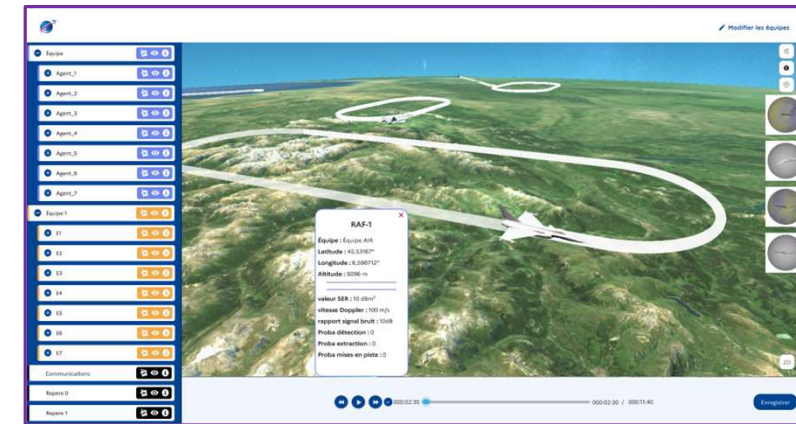 Modifier les équipes
Équipe
Agent_1
Agent_2
Agent_3
Agent_4
Agent_5
Agent_6
Agent_7
Équipe 1
E1
E2
E3
E4
E5
E6
E7
Communications
Repere 0
Repere 1
RAF-1
Équipe : Équipe AIR
Latitude : 45,53167°
Longitude : 6,598712°
Altitude : 6096 m
valeur SER : 10 dBm²
vitesse Doppler : 100 m/s
rapport signal bruit : 10dB
Proba détection : 0
Proba extraction : 0
Proba mises en piste : 0
2D
000:02:30
000:02:30 / 000:11:40
Enregistrer